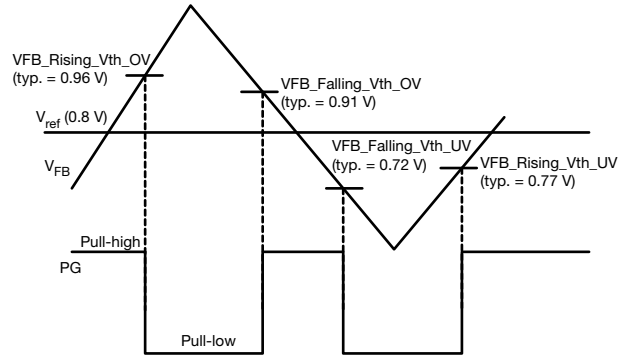 VFB_Rising_Vth_OV
(typ. = 0.96 V)
VFB_Falling_Vth_OV
(typ. = 0.91 V)
Vref (0.8 V)
VFB_Falling_Vth_UV
(typ. = 0.72 V)
VFB_Rising_Vth_UV
(typ. = 0.77 V)
VFB
Pull-high
PG
Pull-low